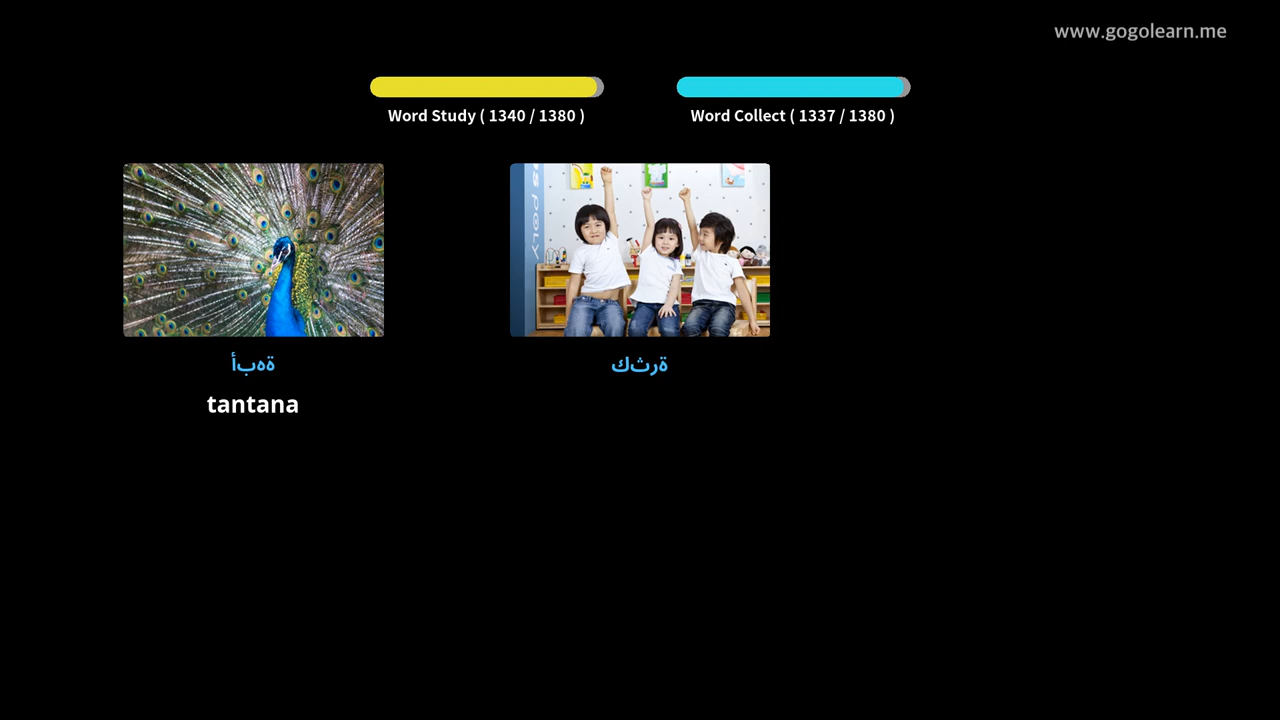 www.gogolearn.me
Word Study ( 1340 / 1380 )
Word Collect ( 1337 / 1380 )
ةهبأ
ةرثك
tantana